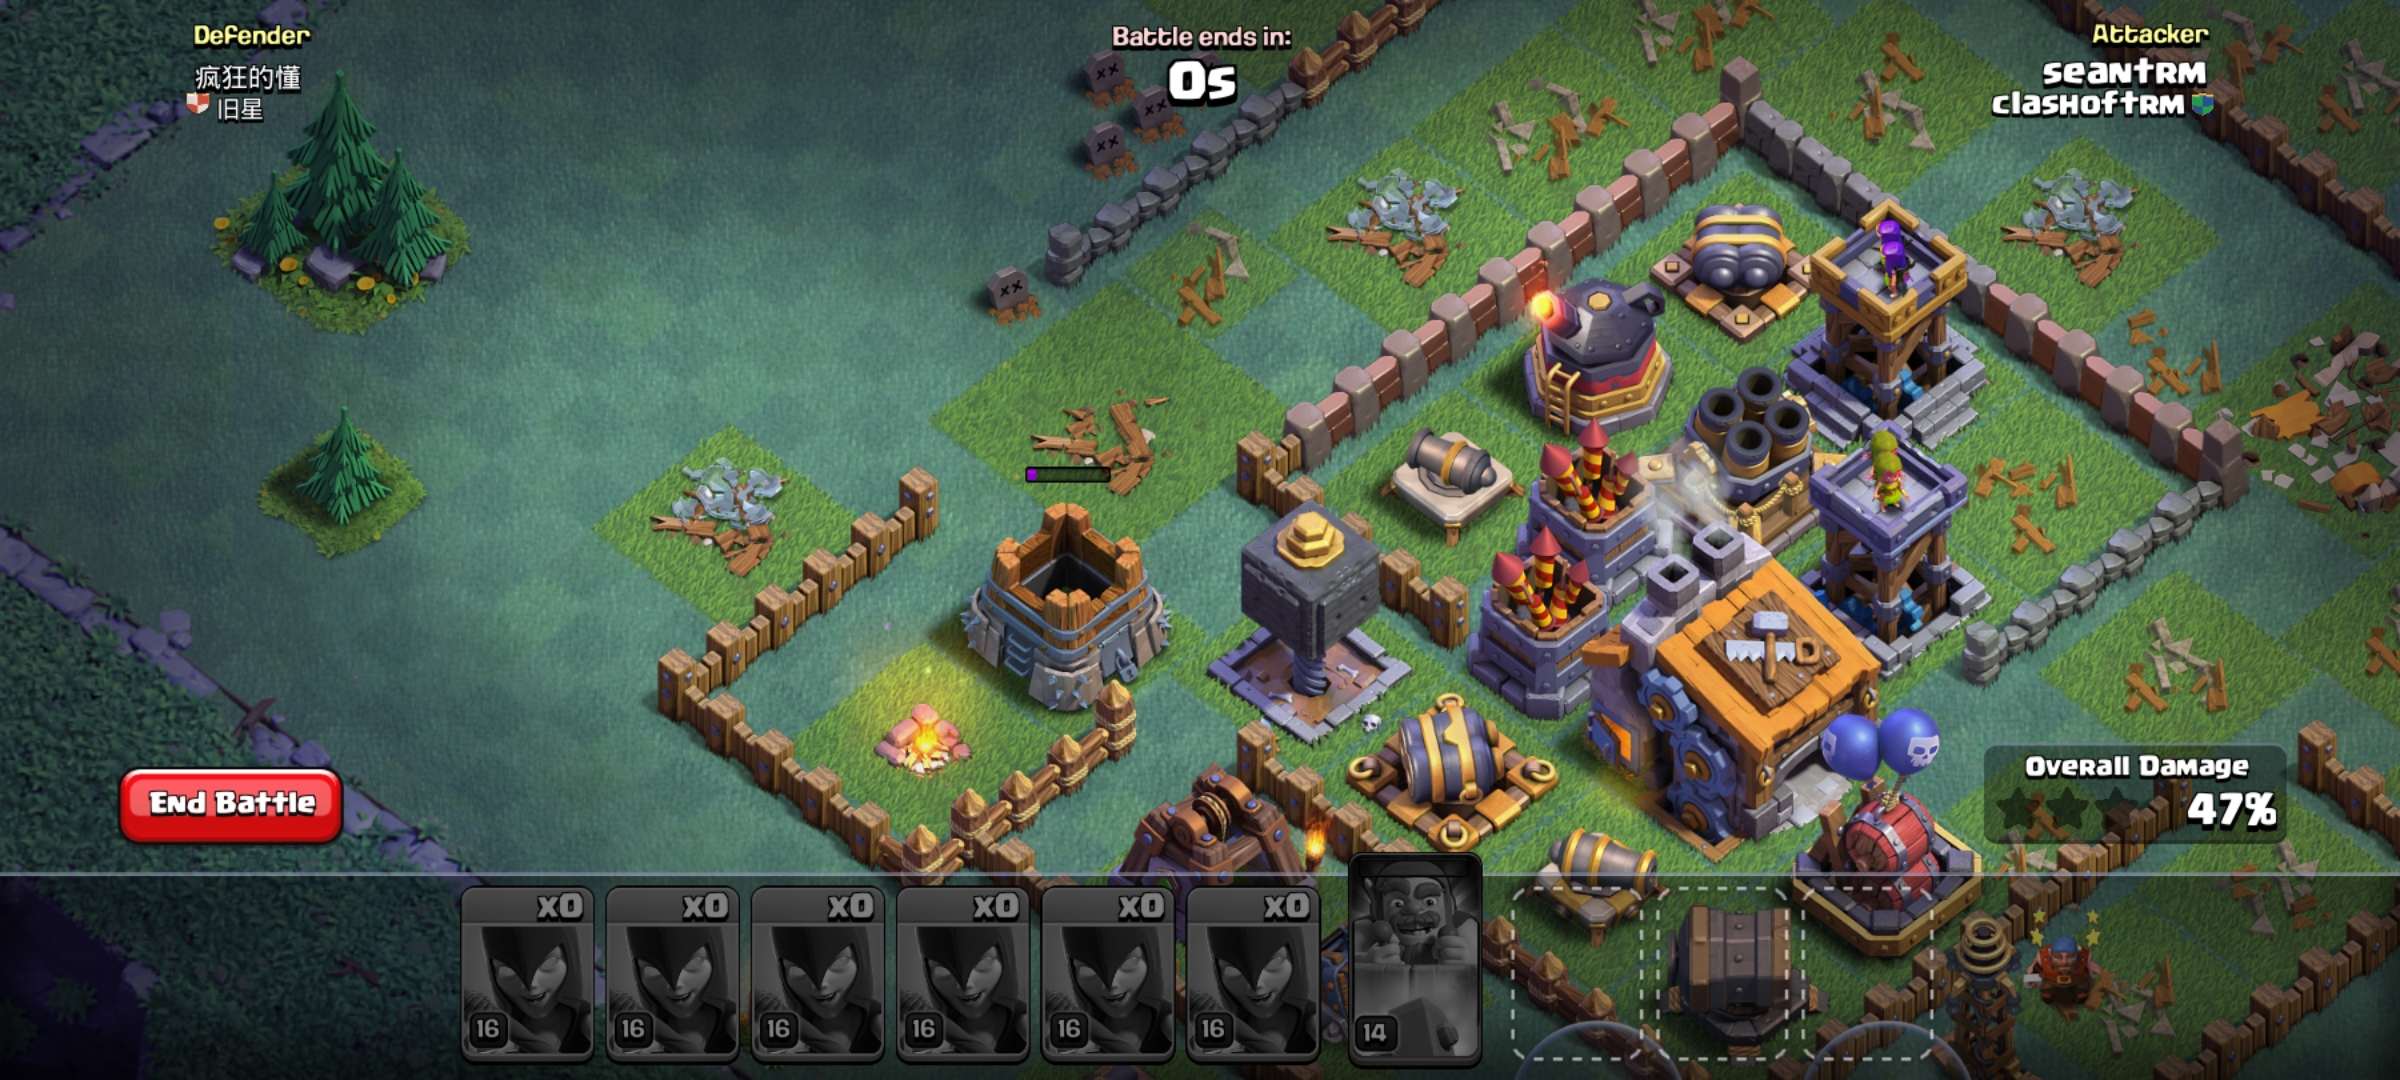 Defender
疯狂的懂
旧星
Battle ends in:
0s
Attacker
seantRM
clashoftRM
End Battle
Overall Damage
47%
x0
x0
x0
x0
x0
x0
16
16
16
16
16
16
14